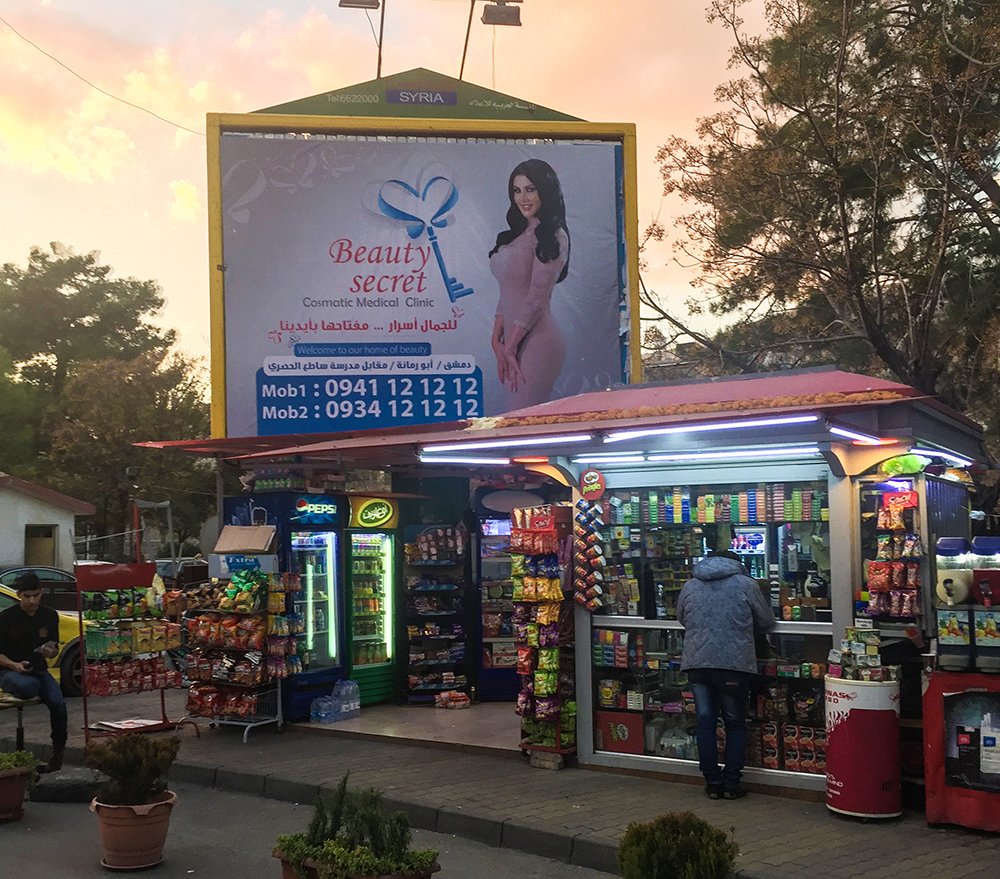 Tel6622000 SYRIA
Beauty
secret
Cosmatic Medical Clinic
للجمال أسرار ... مفتاحها بأيدينا
Welcome to our home of beauty
دمشق / أبو رمانة / مقابل مدرسة ساطع الحصري
Mob1 : 0941 12 12 12
Mob2 : 0934 12 12 12
PEPSI
Extra